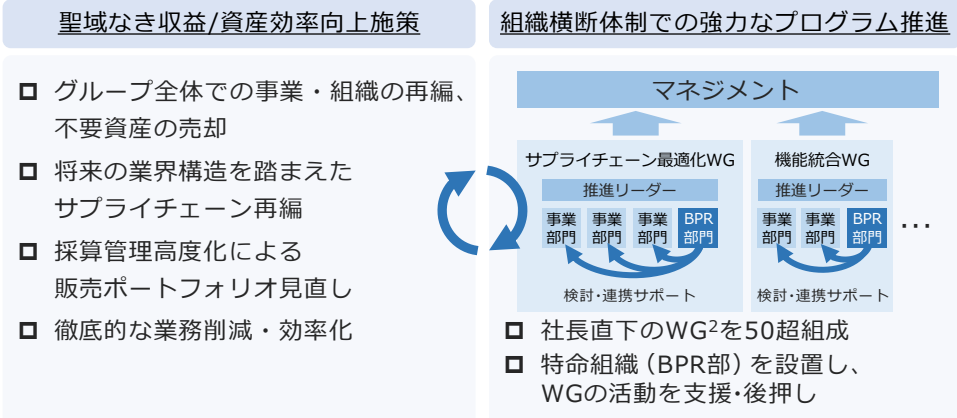 聖域なき収益/資産効率向上施策
グループ全体での事業・組織の再編、
不要資産の売却
将来の業界構造を踏まえた
サプライチェーン再編
採算管理高度化による
販売ポートフォリオ見直し
徹底的な業務削減・効率化
組織横断体制での強力なプログラム推進
マネジメント
サプライチェーン最適化WG
推進リーダー
事業 事業 事業 BPR
部門 部門 部門 部門
検討・連携サポート
機能統合WG
推進リーダー
事業 事業 BPR
部門 部門 部門
検討・連携サポート
…
社長直下のWG²を50超組成
特命組織（BPR部）を設置し、
WGの活動を支援・後押し